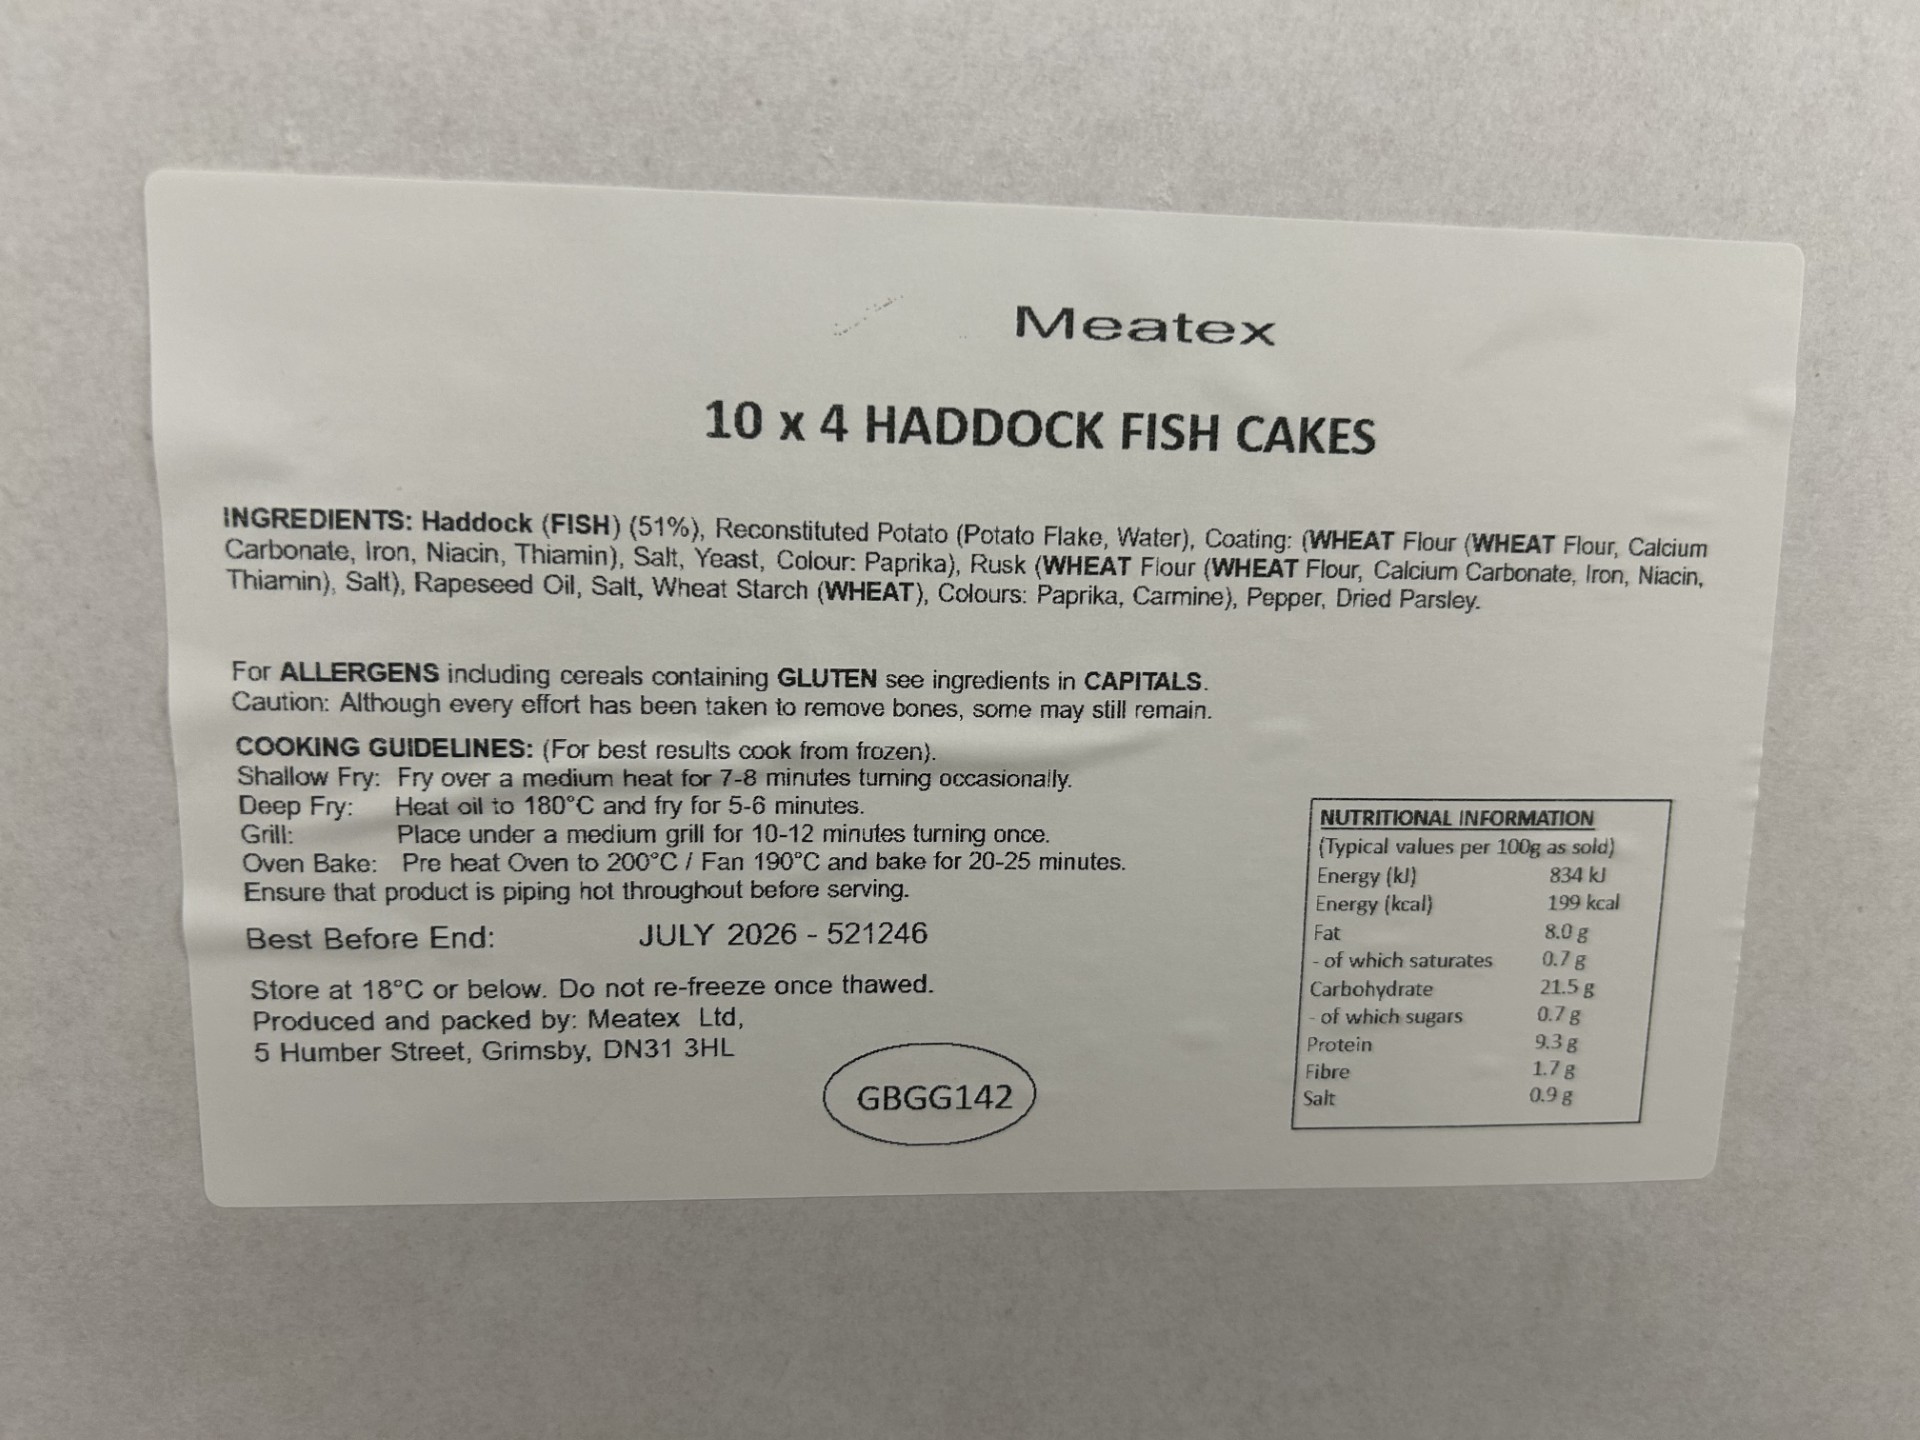 Meatex
10 x 4 HADDOCK FISH CAKES
INGREDIENTS: Haddock (FISH) (51%), Reconstituted Potato (Potato Flake, Water), Coating: (WHEAT Flour (WHEAT Flour, Calcium
Carbonate, Iron, Niacin, Thiamin), Salt, Yeast, Colour: Paprika), Rusk (WHEAT Flour (WHEAT Flour, Calcium Carbonate, Iron, Niacin,
Thiamin), Salt), Rapeseed Oil, Salt, Wheat Starch (WHEAT), Colours: Paprika, Carmine), Pepper, Dried Parsley.
For ALLERGENS including cereals containing GLUTEN see ingredients in CAPITALS.
Caution: Although every effort has been taken to remove bones, some may still remain.
COOKING GUIDELINES: (For best results cook from frozen).
Shallow Fry: Fry over a medium heat for 7-8 minutes turning occasionally.
Deep Fry: Heat oil to 180°C and fry for 5-6 minutes.
Grill: Place under a medium grill for 10-12 minutes turning once.
Oven Bake: Pre heat Oven to 200°C / Fan 190°C and bake for 20-25 minutes.
Ensure that product is piping hot throughout before serving.
Best Before End: JULY 2026 - 521246
Store at 18°C or below. Do not re-freeze once thawed.
Produced and packed by: Meatex Ltd,
5 Humber Street, Grimsby, DN31 3HL
GBGG142
NUTRITIONAL INFORMATION
(Typical values per 100g as sold)
Energy (kJ) 834 kJ
Energy (kcal) 199 kcal
Fat 8.0 g
- of which saturates 0.7 g
Carbohydrate 21.5 g
- of which sugars 0.7 g
Protein 9.3 g
Fibre 1.7 g
Salt 0.9 g